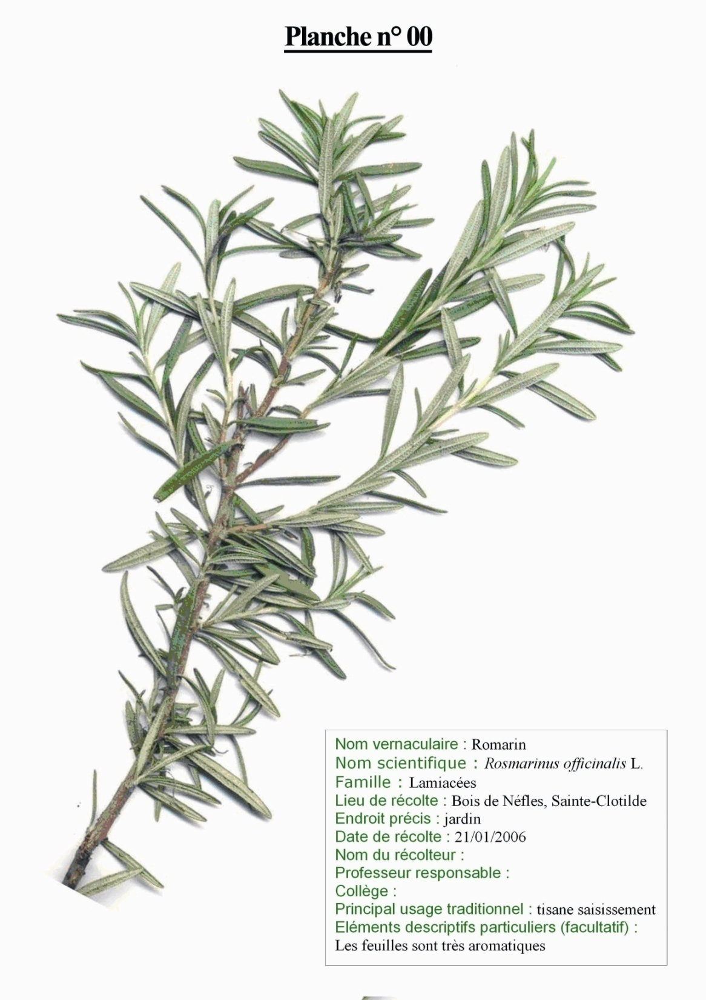 Planche n° 00
Nom vernaculaire : Romarin
Nom scientifique : Rosmarinus officinalis L.
Famille : Lamiacées
Lieu de récolte : Bois de Néfles, Sainte-Clotilde
Endroit précis : jardin
Date de récolte : 21/01/2006
Nom du récolteur :
Professeur responsable :
Collège :
Principal usage traditionnel : tisane saisissement
Eléments descriptifs particuliers (facultatif) :
Les feuilles sont très aromatiques